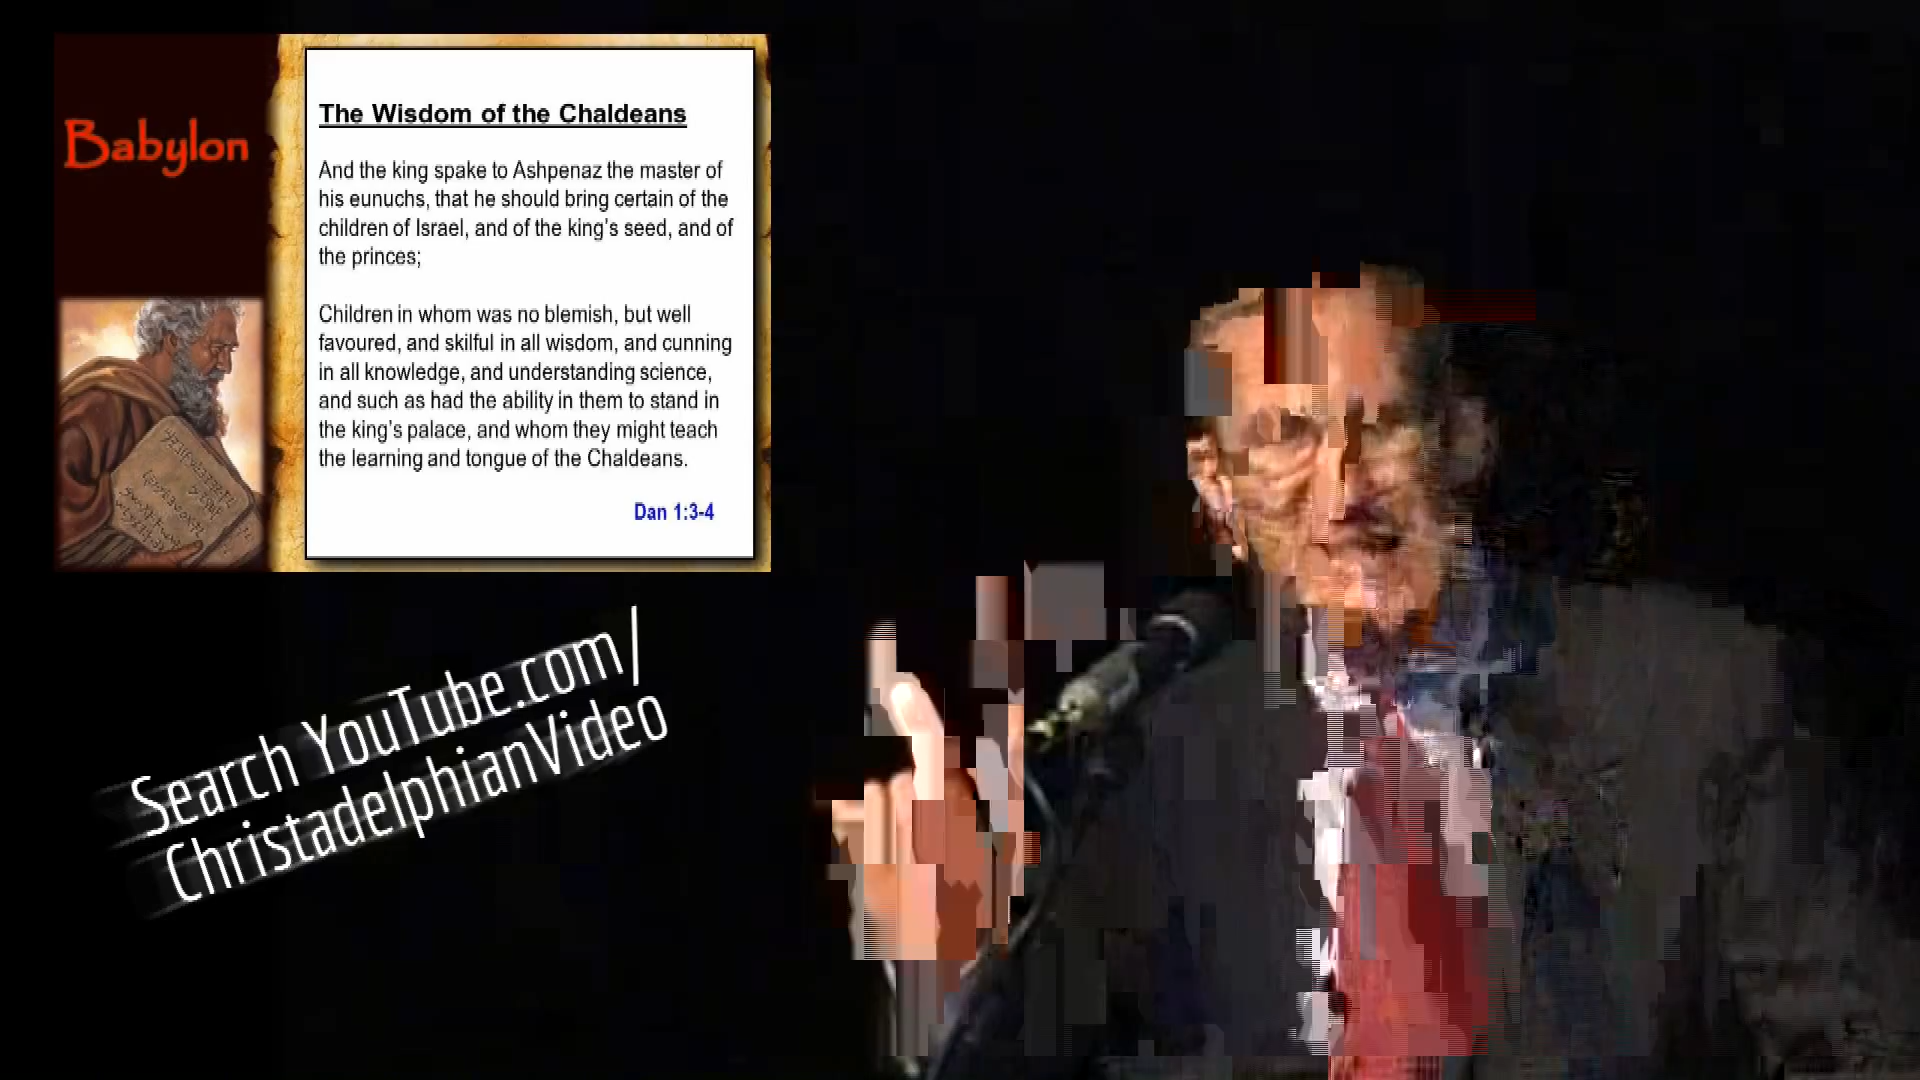 Babylon
The Wisdom of the Chaldeans
And the king spake to Ashpenaz the master of
his eunuchs, that he should bring certain of the
children of Israel, and of the king's seed, and of
the princes;
Children in whom was no blemish, but well
favoured, and skilful in all wisdom, and cunning
in all knowledge, and understanding science,
and such as had the ability in them to stand in
the king's palace, and whom they might teach
the learning and tongue of the Chaldeans.
Dan 1:3-4
Search YouTube.com/
ChristadelphianVideo